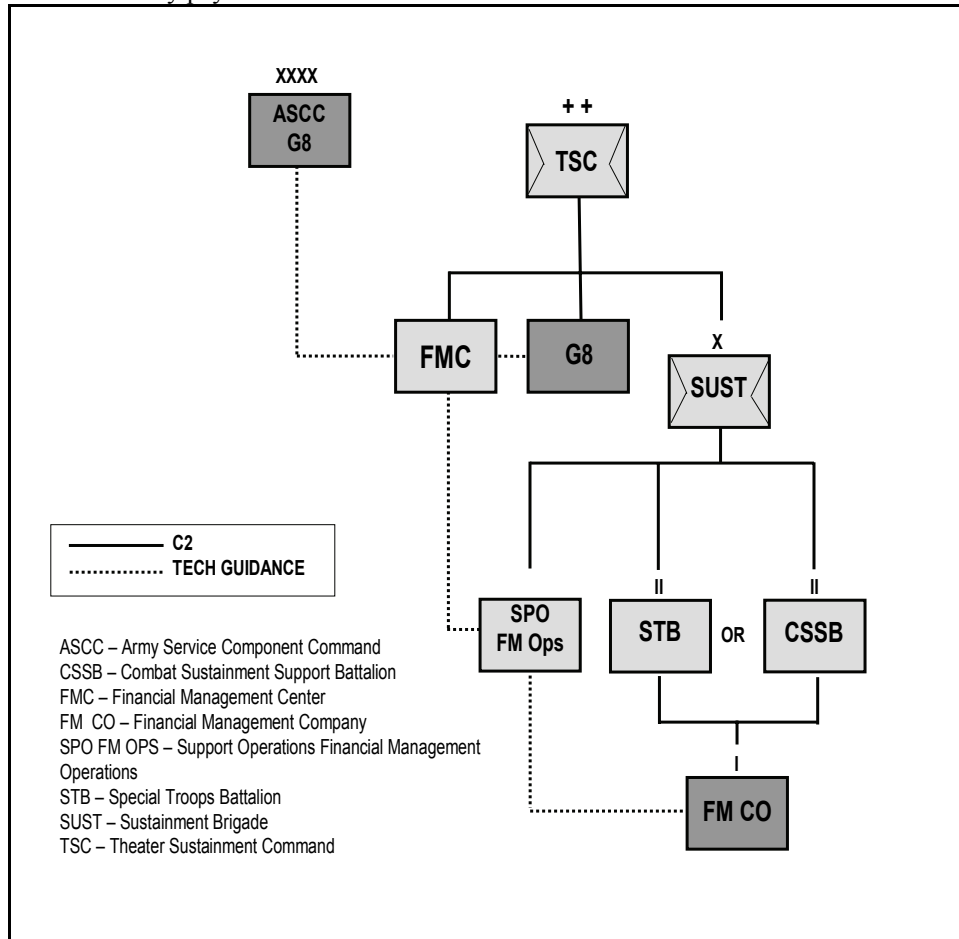 XXXX
ASCC
G8
+ +
TSC
FMC
G8
X
SUST
C2
TECH GUIDANCE
SPO
FM Ops
II
STB
OR
II
CSSB
ASCC – Army Service Component Command
CSSB – Combat Sustainment Support Battalion
FMC – Financial Management Center
FM CO – Financial Management Company
SPO FM OPS – Support Operations Financial Management
Operations
STB – Special Troops Battalion
SUST – Sustainment Brigade
TSC – Theater Sustainment Command
I
FM CO